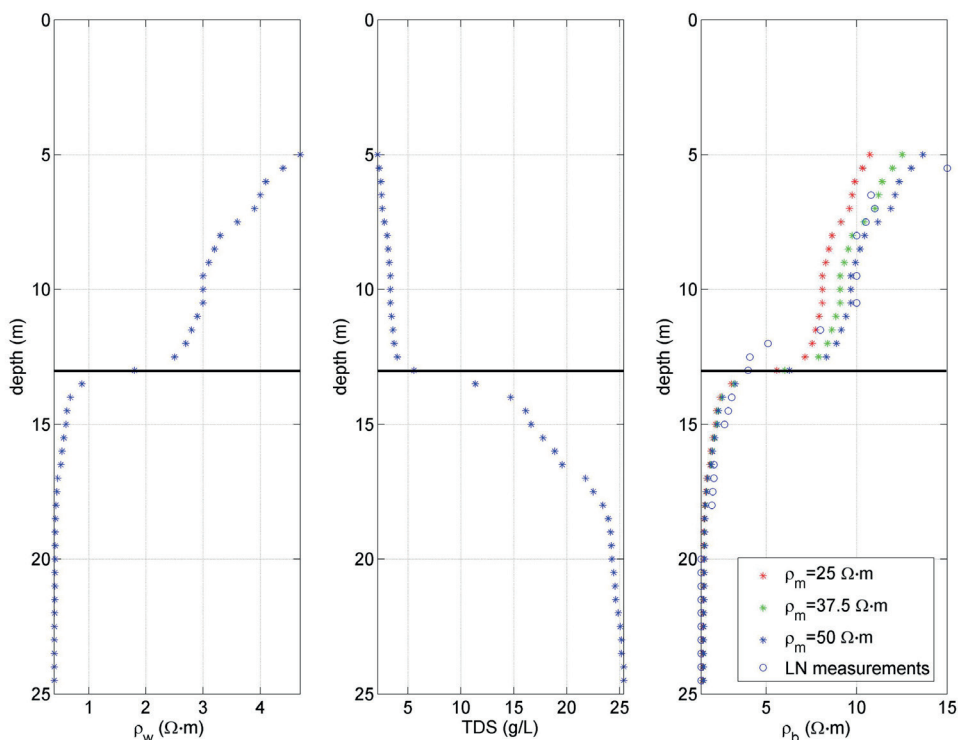 0
5
10
15
20
25
depth (m)
1 2 3 4
ρw (Ω·m)
0
5
10
15
20
25
depth (m)
5 10 15 20 25
TDS (g/L)
0
5
10
15
20
25
depth (m)
5 10 15
ρb (Ω·m)
ρm=25 Ω·m
ρm=37.5 Ω·m
ρm=50 Ω·m
LN measurements